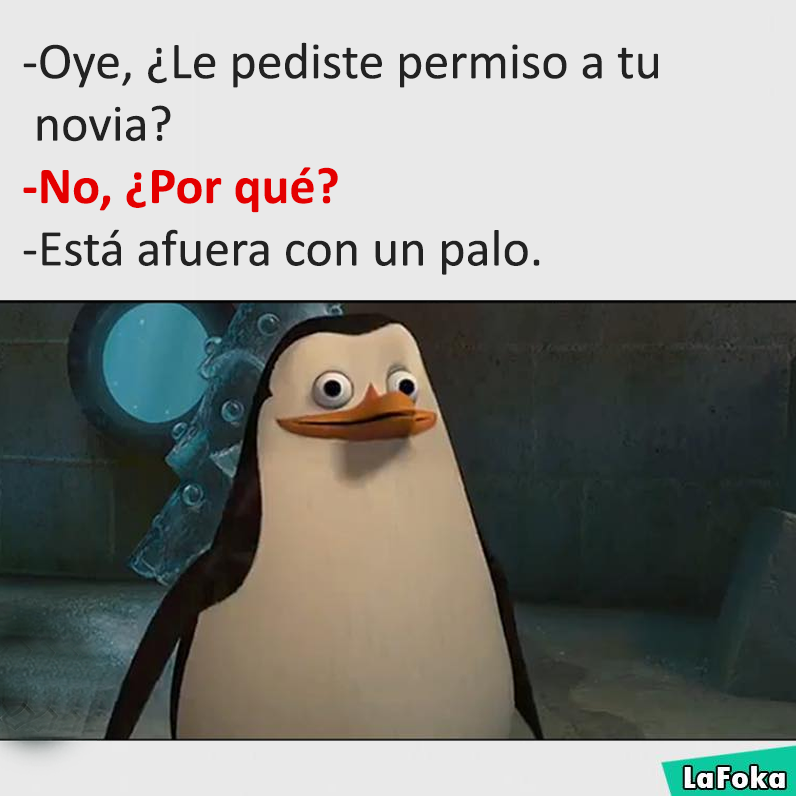 -Oye, ¿Le pediste permiso a tu
novia?
-No, ¿Por qué?
-Está afuera con un palo.
LaFoka